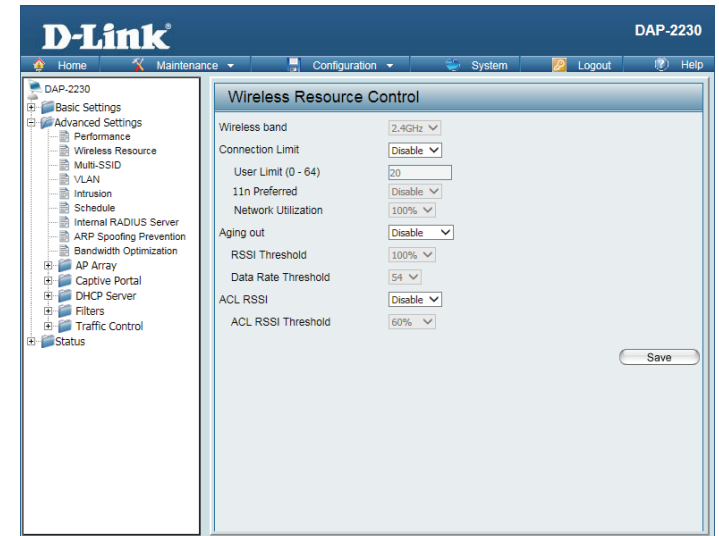 D-Link®
DAP-2230
Home Maintenance Configuration System Logout Help
DAP-2230
Basic Settings
Advanced Settings
Performance
Wireless Resource
Multi-SSID
VLAN
Intrusion
Schedule
Internal RADIUS Server
ARP Spoofing Prevention
Bandwidth Optimization
AP Array
Captive Portal
DHCP Server
Filters
Traffic Control
Status
Wireless Resource Control
Wireless band 2.4GHz
Connection Limit Disable
User Limit (0 - 64) 20
11n Preferred Disable
Network Utilization 100%
Aging out Disable
RSSI Threshold 100%
Data Rate Threshold 54
ACL RSSI Disable
ACL RSSI Threshold 60%
Save